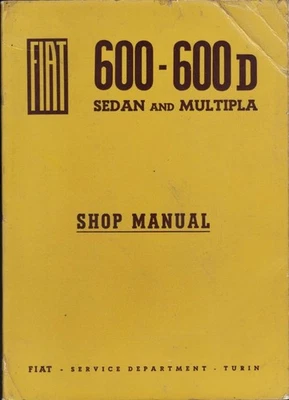 FIAT
600-600D
SEDAN AND MULTIPLA
SHOP MANUAL
FIAT - SERVICE DEPARTMENT - TURIN